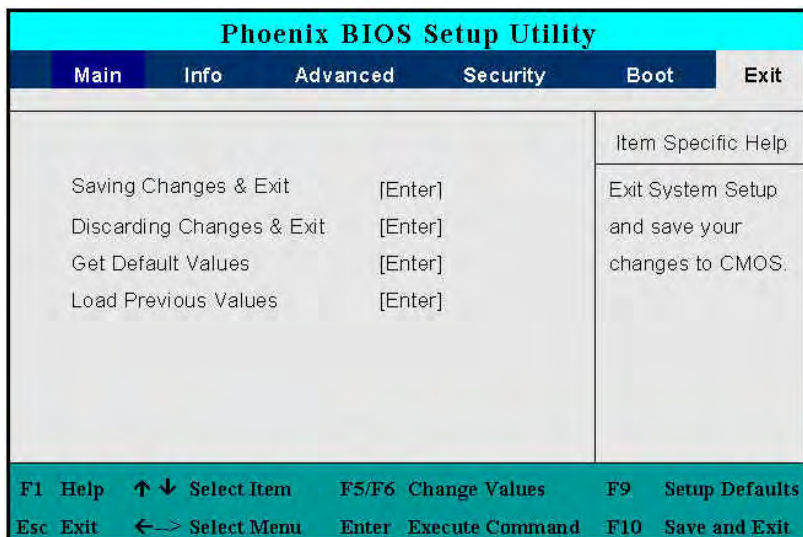 Phoenix BIOS Setup Utility
Main Info Advanced Security Boot Exit
Item Specific Help
Saving Changes & Exit [Enter]
Discarding Changes & Exit [Enter]
Get Default Values [Enter]
Load Previous Values [Enter]
Exit System Setup
and save your
changes to CMOS.
F1 Help ↑ ↓ Select Item F5/F6 Change Values F9 Setup Defaults
Esc Exit ←--> Select Menu Enter Execute Command F10 Save and Exit